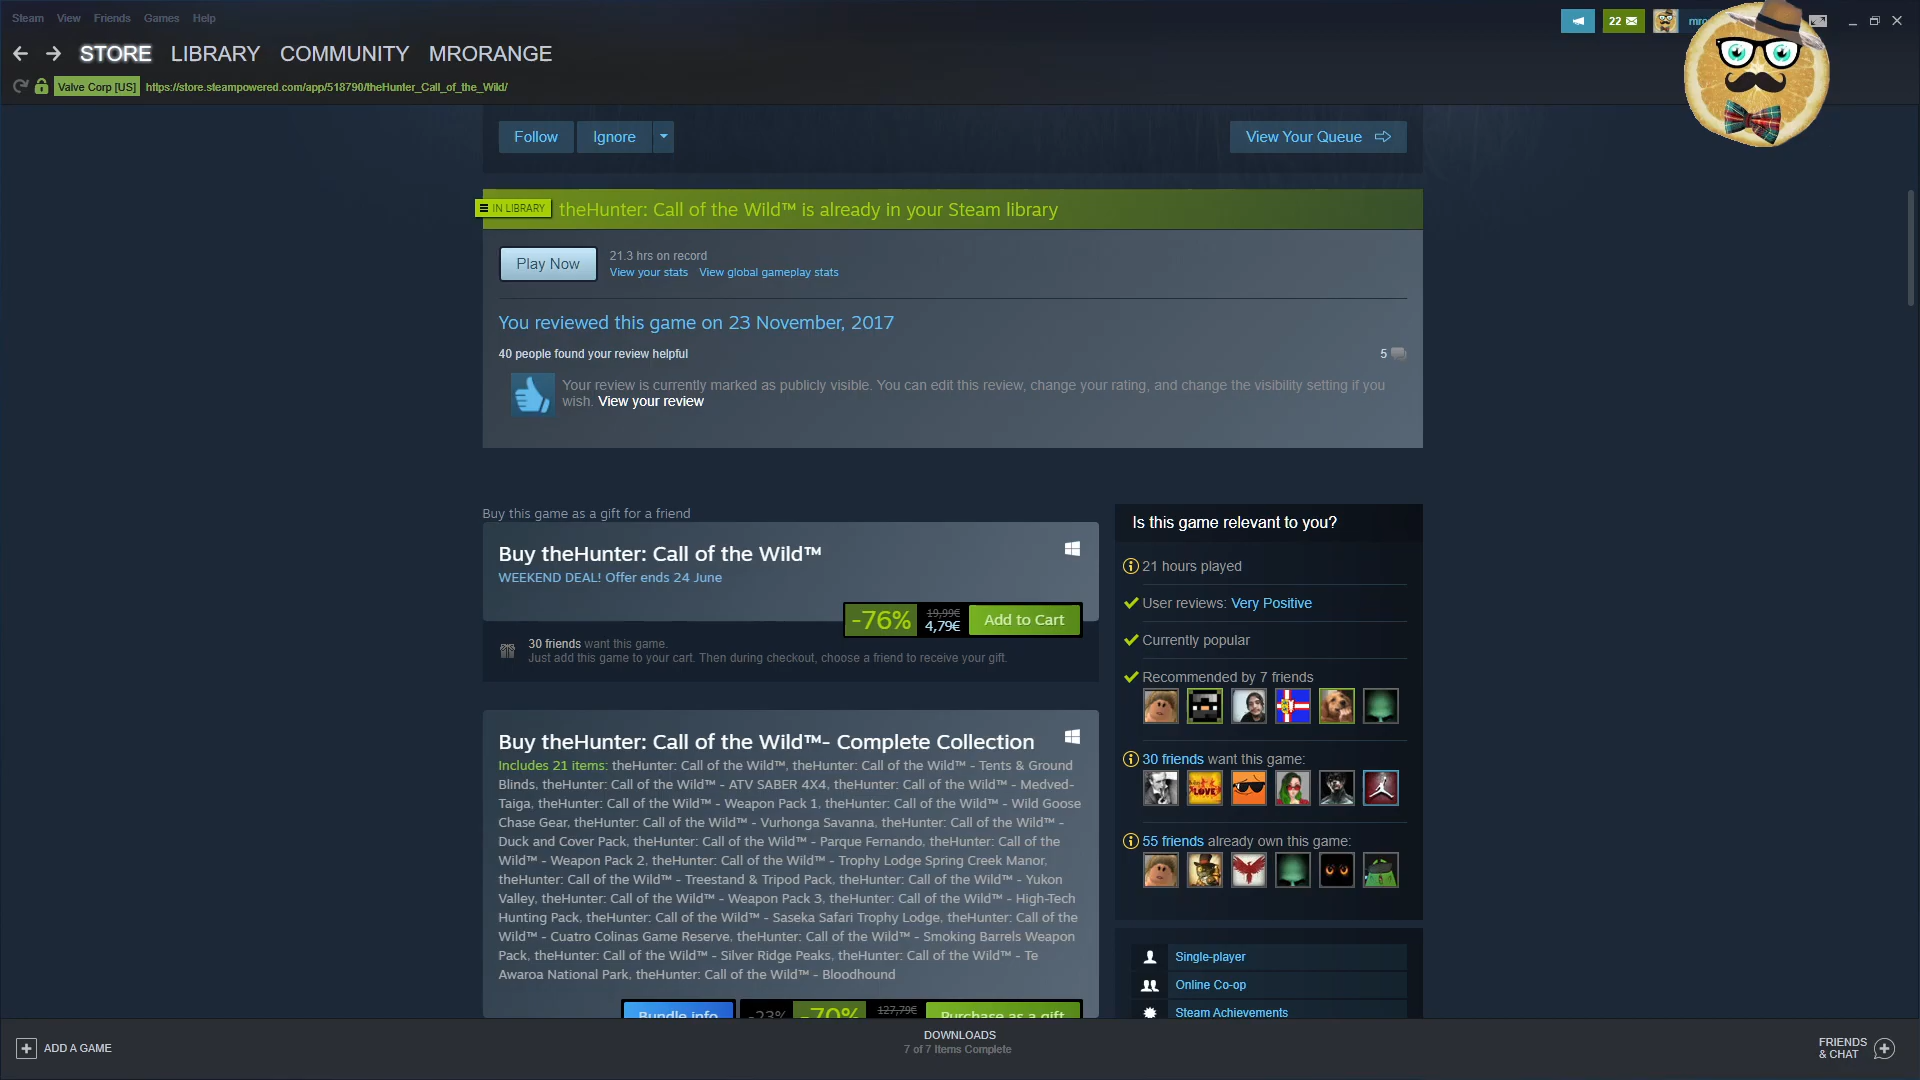 Steam View Friends Games Help
22
STORE LIBRARY COMMUNITY MRORANGE
Valve Corp [US] https://store.steampowered.com/app/518790/theHunter_Call_of_the_Wild/
Follow Ignore View Your Queue
IN LIBRARY theHunter: Call of the Wild™ is already in your Steam library
Play Now
21.3 hrs on record
View your stats View global gameplay stats
You reviewed this game on 23 November, 2017
40 people found your review helpful 5
Your review is currently marked as publicly visible. You can edit this review, change your rating, and change the visibility setting if you
wish. View your review
Buy this game as a gift for a friend
Buy theHunter: Call of the Wild™
WEEKEND DEAL! Offer ends 24 June
-76% 19,99€ 4,79€ Add to Cart
30 friends want this game.
Just add this game to your cart. Then during checkout, choose a friend to receive your gift.
Buy theHunter: Call of the Wild™- Complete Collection
Includes 21 items: theHunter: Call of the Wild™, theHunter: Call of the Wild™ - Tents & Ground
Blinds, theHunter: Call of the Wild™ - ATV SABER 4X4, theHunter: Call of the Wild™ - Medved-
Taiga, theHunter: Call of the Wild™ - Weapon Pack 1, theHunter: Call of the Wild™ - Wild Goose
Chase Gear, theHunter: Call of the Wild™ - Vurhonga Savanna, theHunter: Call of the Wild™ -
Duck and Cover Pack, theHunter: Call of the Wild™ - Parque Fernando, theHunter: Call of the
Wild™ - Weapon Pack 2, theHunter: Call of the Wild™ - Trophy Lodge Spring Creek Manor,
theHunter: Call of the Wild™ - Treestand & Tripod Pack, theHunter: Call of the Wild™ - Yukon
Valley, theHunter: Call of the Wild™ - Weapon Pack 3, theHunter: Call of the Wild™ - High-Tech
Hunting Pack, theHunter: Call of the Wild™ - Saseka Safari Trophy Lodge, theHunter: Call of the
Wild™ - Cuatro Colinas Game Reserve, theHunter: Call of the Wild™ - Smoking Barrels Weapon
Pack, theHunter: Call of the Wild™ - Silver Ridge Peaks, theHunter: Call of the Wild™ - Te
Awaroa National Park, theHunter: Call of the Wild™ - Bloodhound
Bundle info -23% -70% 127,79€ Purchase as a gift
Is this game relevant to you?
21 hours played
User reviews: Very Positive
Currently popular
Recommended by 7 friends
30 friends want this game:
LOVE
55 friends already own this game:
Single-player
Online Co-op
Steam Achievements
ADD A GAME
DOWNLOADS
7 of 7 Items Complete
FRIENDS
& CHAT